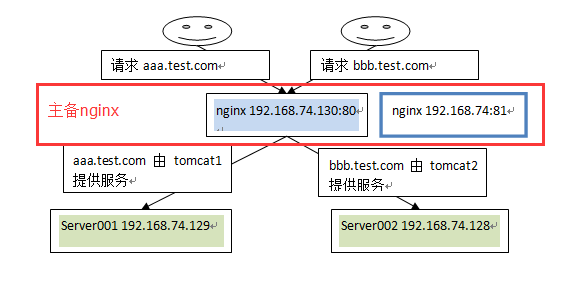 请求 aaa.test.com
请求 bbb.test.com
主备nginx
nginx 192.168.74.130:80
nginx 192.168.74:81
aaa.test.com 由 tomcat1
提供服务
bbb.test.com 由 tomcat2
提供服务
Server001 192.168.74.129
Server002 192.168.74.128